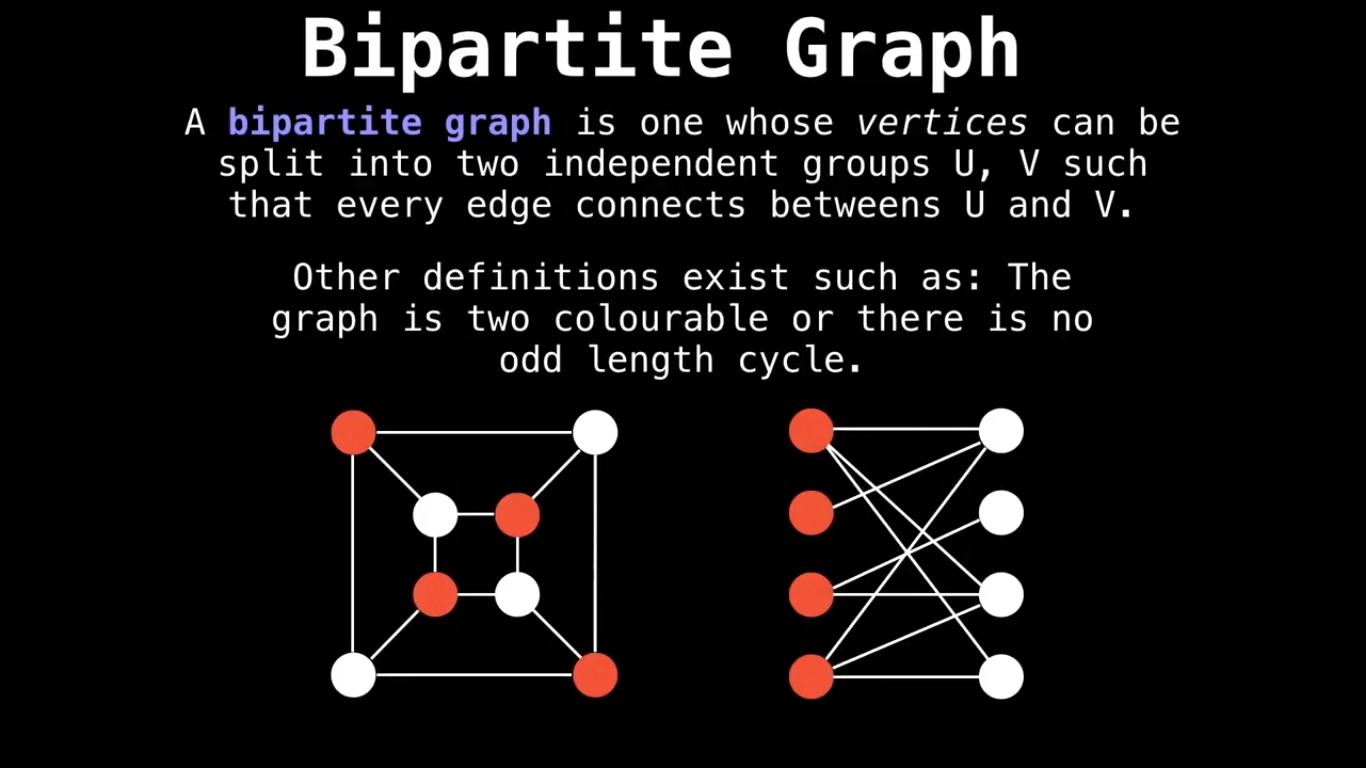 Bipartite Graph
A bipartite graph is one whose vertices can be
split into two independent groups U, V such
that every edge connects betweens U and V.
Other definitions exist such as: The
graph is two colourable or there is no
odd length cycle.